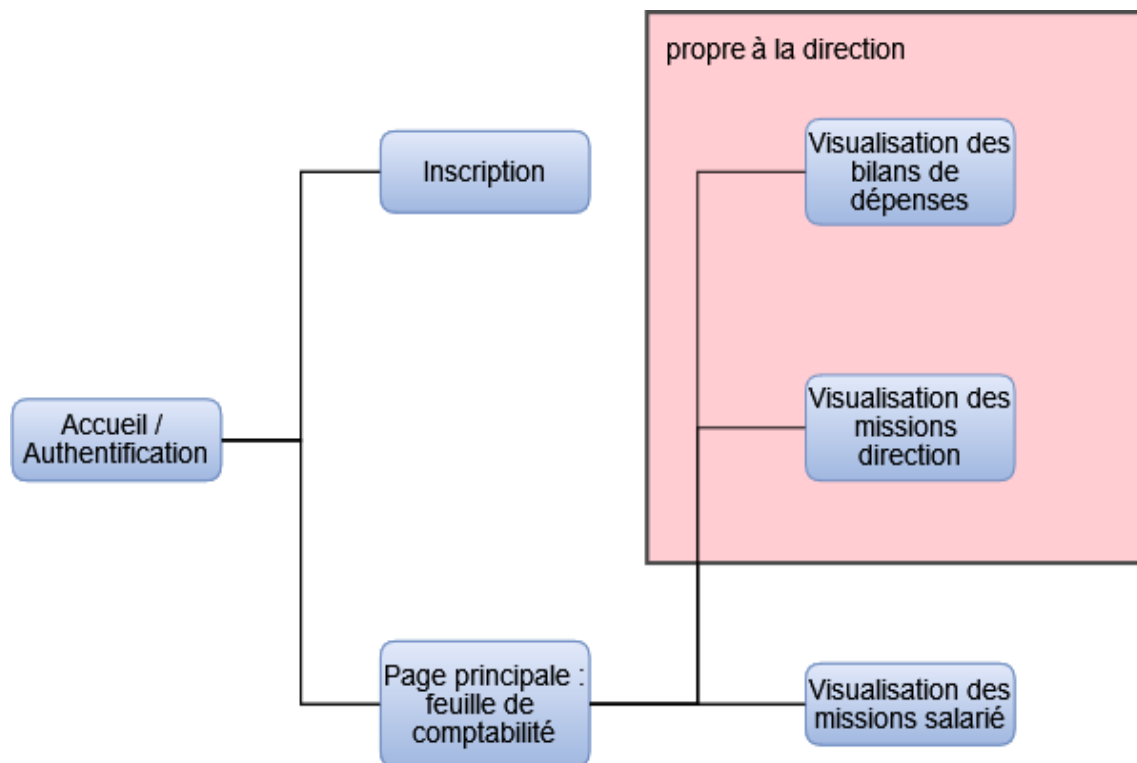 propre à la direction
Visualisation des
bilans de
dépenses
Inscription
Visualisation des
missions
direction
Accueil /
Authentification
Page principale :
feuille de
comptabilité
Visualisation des
missions salarié